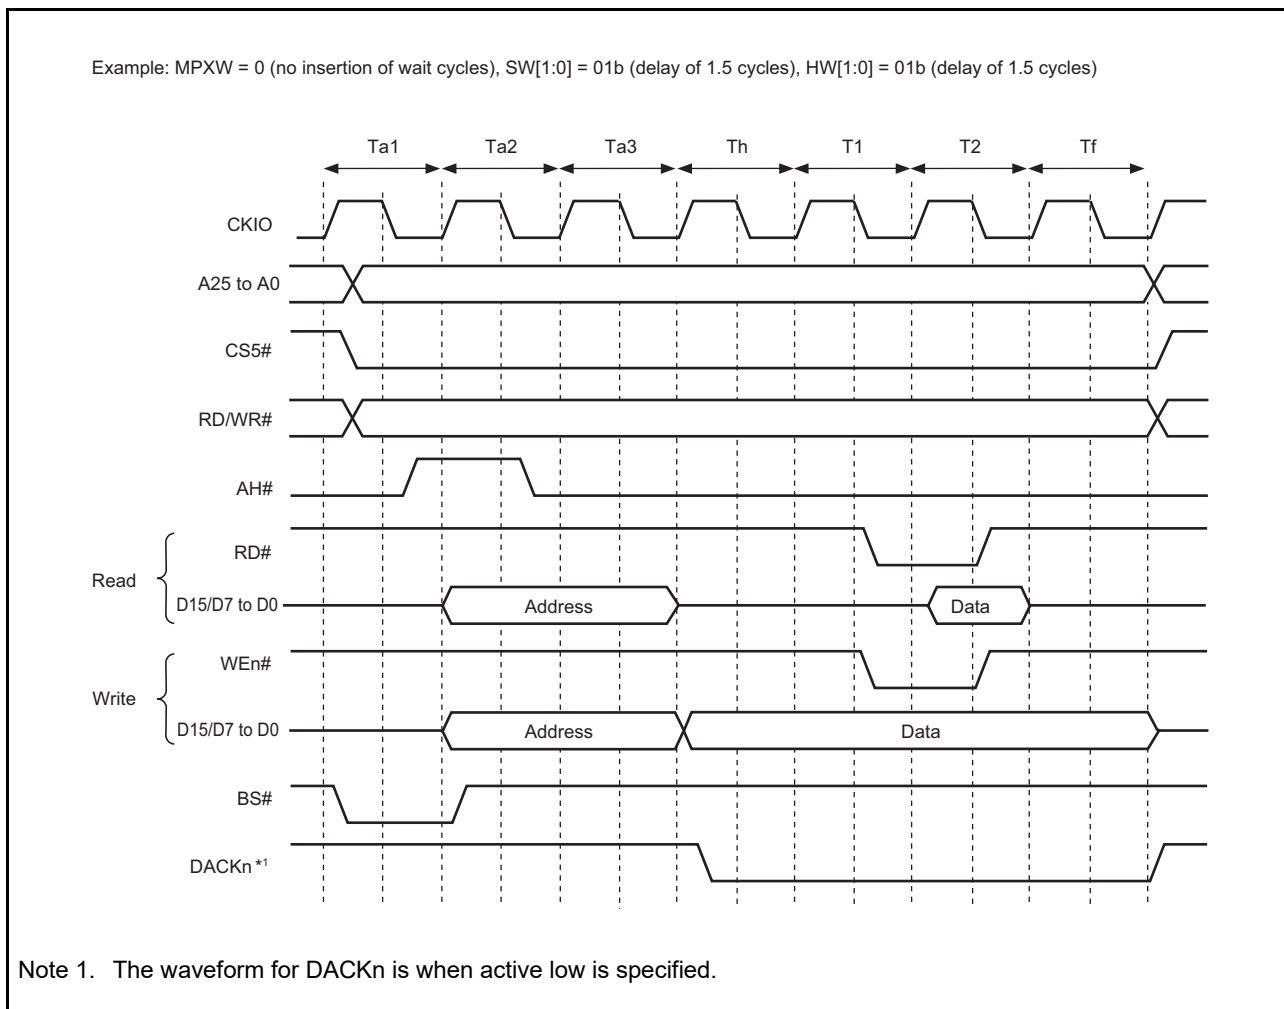 Example: MPXW = 0 (no insertion of wait cycles), SW[1:0] = 01b (delay of 1.5 cycles), HW[1:0] = 01b (delay of 1.5 cycles)
Ta1 Ta2 Ta3 Th T1 T2 Tf
CKIO
A25 to A0
CS5#
RD/WR#
AH#
RD#
Read
D15/D7 to D0 Address Data
WEn#
Write
D15/D7 to D0 Address Data
BS#
DACKn *1
Note 1. The waveform for DACKn is when active low is specified.